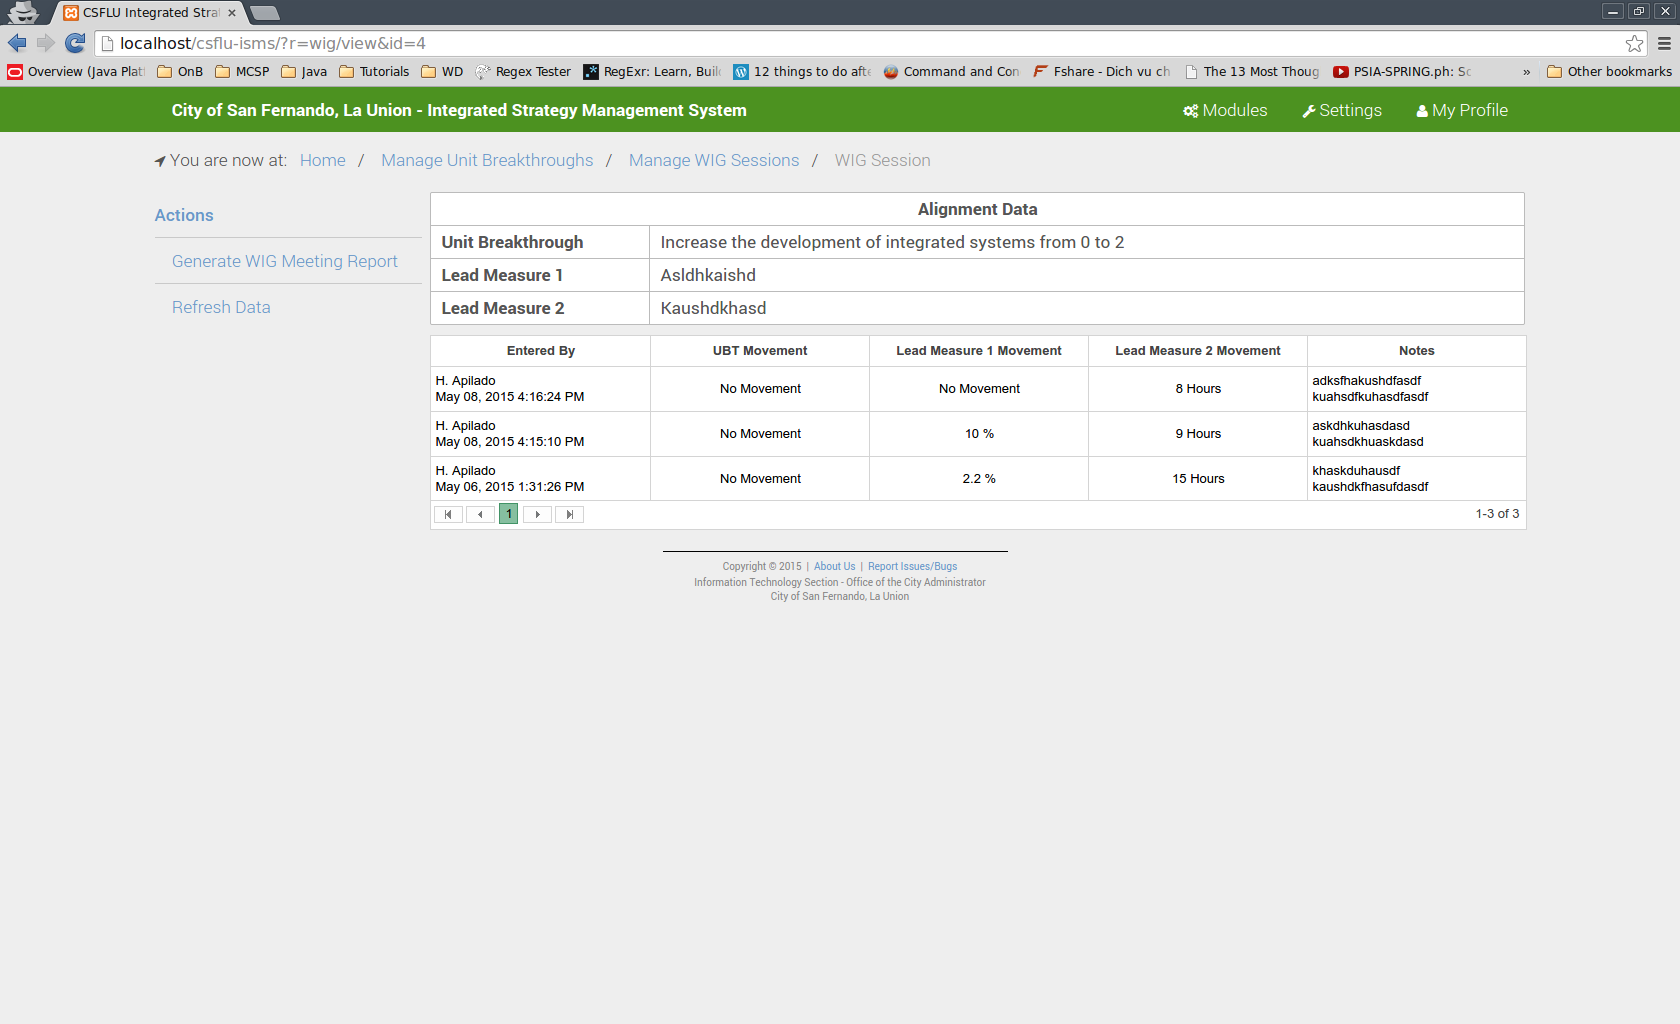 CSFLU Integrated Stra
localhost/csflu-isms/?r=wig/view&id=4
Overview (Java Plat
OnB
MCSP
Java
Tutorials
WD
Regex Tester
RegExr: Learn, Buil
12 things to do afte
Command and Con
Fshare - Dich vu ch
The 13 Most Thoug
PSIA-SPRING.ph: Sc
»
Other bookmarks
City of San Fernando, La Union - Integrated Strategy Management System
Modules
Settings
My Profile
You are now at: Home / Manage Unit Breakthroughs / Manage WIG Sessions / WIG Session
Actions
Generate WIG Meeting Report
Refresh Data
Alignment Data
Unit Breakthrough Increase the development of integrated systems from 0 to 2
Lead Measure 1 Asldhkaishd
Lead Measure 2 Kaushdkhasd
Entered By UBT Movement Lead Measure 1 Movement Lead Measure 2 Movement Notes
H. Apilado
May 08, 2015 4:16:24 PM
No Movement
No Movement
8 Hours
adksfhakushdfasdf
kuahsdfkuhasdfasdf
H. Apilado
May 08, 2015 4:15:10 PM
No Movement
10 %
9 Hours
askdhkuhasdasd
kuahsdkhuaskdasd
H. Apilado
May 06, 2015 1:31:26 PM
No Movement
2.2 %
15 Hours
khaskduhausdf
kaushdkfhasufdasdf
1
1-3 of 3
Copyright © 2015 | About Us | Report Issues/Bugs
Information Technology Section - Office of the City Administrator
City of San Fernando, La Union